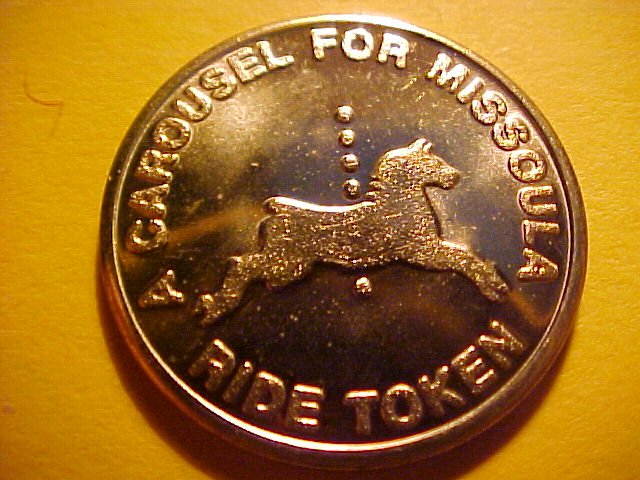 A CAROUSEL FOR MISSOULA
RIDE TOKEN